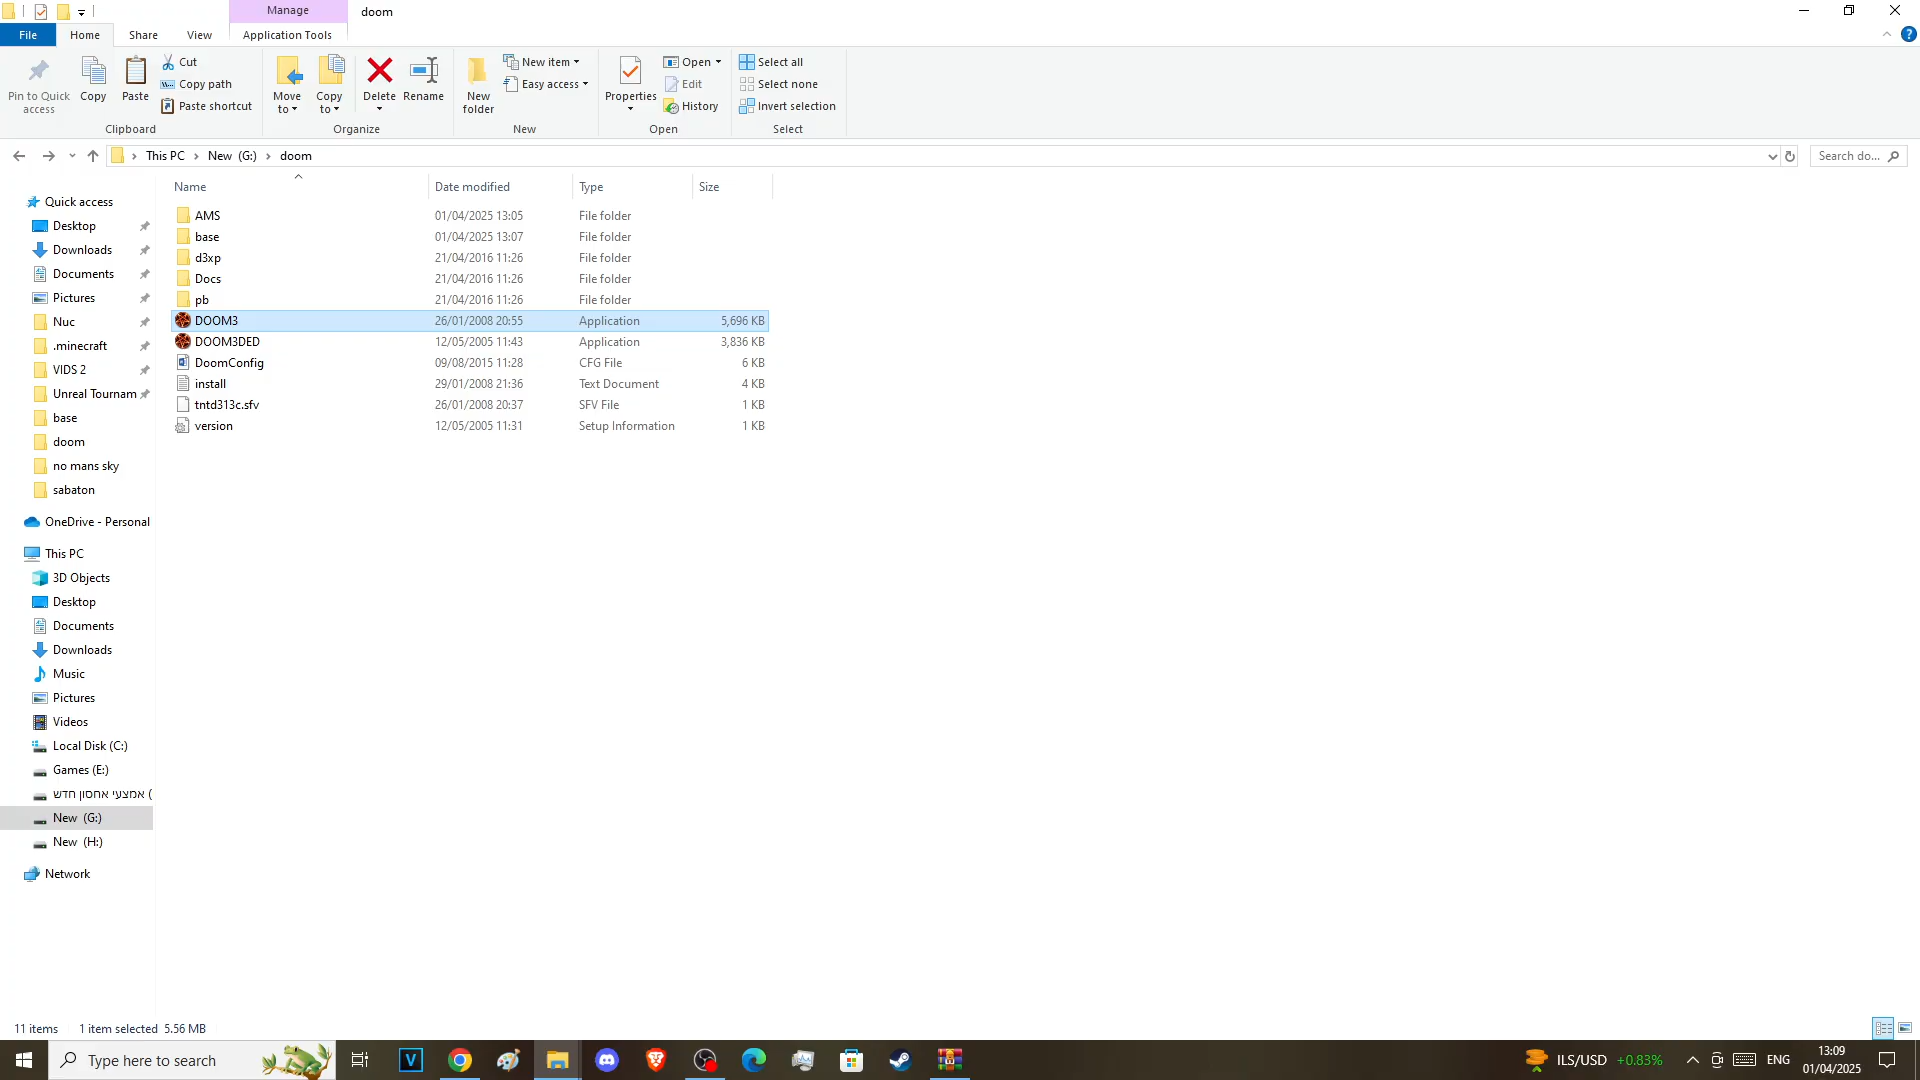 Manage
doom
File
Home
Share
View
Application Tools
Pin to Quick access
Copy
Paste
Cut
Copy path
Paste shortcut
Clipboard
Move to
Copy to
Delete
Rename
Organize
New folder
New item
Easy access
New
Properties
Open
Edit
History
Open
Select all
Select none
Invert selection
Select
This PC > New (G:) > doom
Search do...
Name
Date modified
Type
Size
AMS 01/04/2025 13:05 File folder
base 01/04/2025 13:07 File folder
d3xp 21/04/2016 11:26 File folder
Docs 21/04/2016 11:26 File folder
pb 21/04/2016 11:26 File folder
DOOM3 26/01/2008 20:55 Application 5,696 KB
DOOM3DED 12/05/2005 11:43 Application 3,836 KB
DoomConfig 09/08/2015 11:28 CFG File 6 KB
install 29/01/2008 21:36 Text Document 4 KB
tntd313c.sfv 26/01/2008 20:37 SFV File 1 KB
version 12/05/2005 11:31 Setup Information 1 KB
Quick access
Desktop
Downloads
Documents
Pictures
Nuc
.minecraft
VIDS 2
Unreal Tournam
base
doom
no mans sky
sabaton
OneDrive - Personal
This PC
3D Objects
Desktop
Documents
Downloads
Music
Pictures
Videos
Local Disk (C:)
Games (E:)
אמצעי אחסון חדש (
New (G:)
New (H:)
Network
11 items
1 item selected 5.56 MB
Type here to search
V
ILS/USD +0.83%
ENG
13:09
01/04/2025